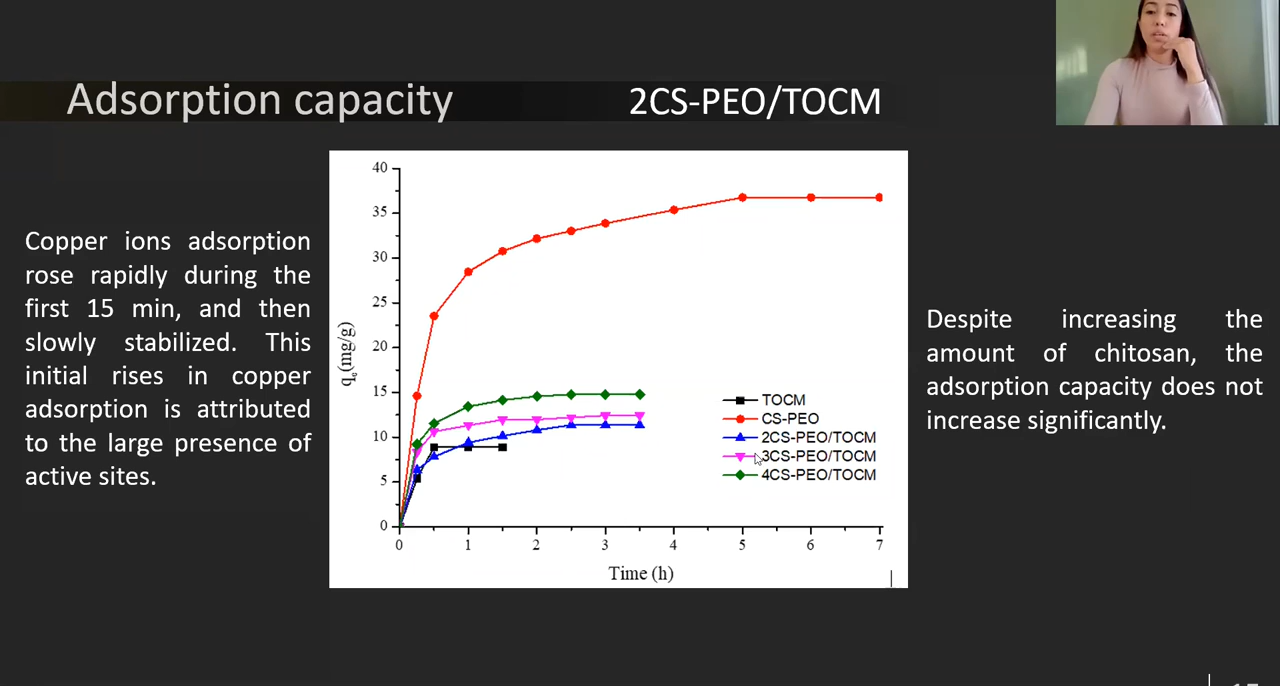 Adsorption capacity
2CS-PEO/TOCM
Copper ions adsorption
rose rapidly during the
first 15 min, and then
slowly stabilized. This
initial rises in copper
adsorption is attributed
to the large presence of
active sites.
40
35
30
25
20
15
10
5
0
(mg/g)
0 1 2 3 4 5 6 7
Time (h)
TOCM
CS-PEO
2CS-PEO/TOCM
3CS-PEO/TOCM
4CS-PEO/TOCM
Despite increasing the
amount of chitosan, the
adsorption capacity does not
increase significantly.